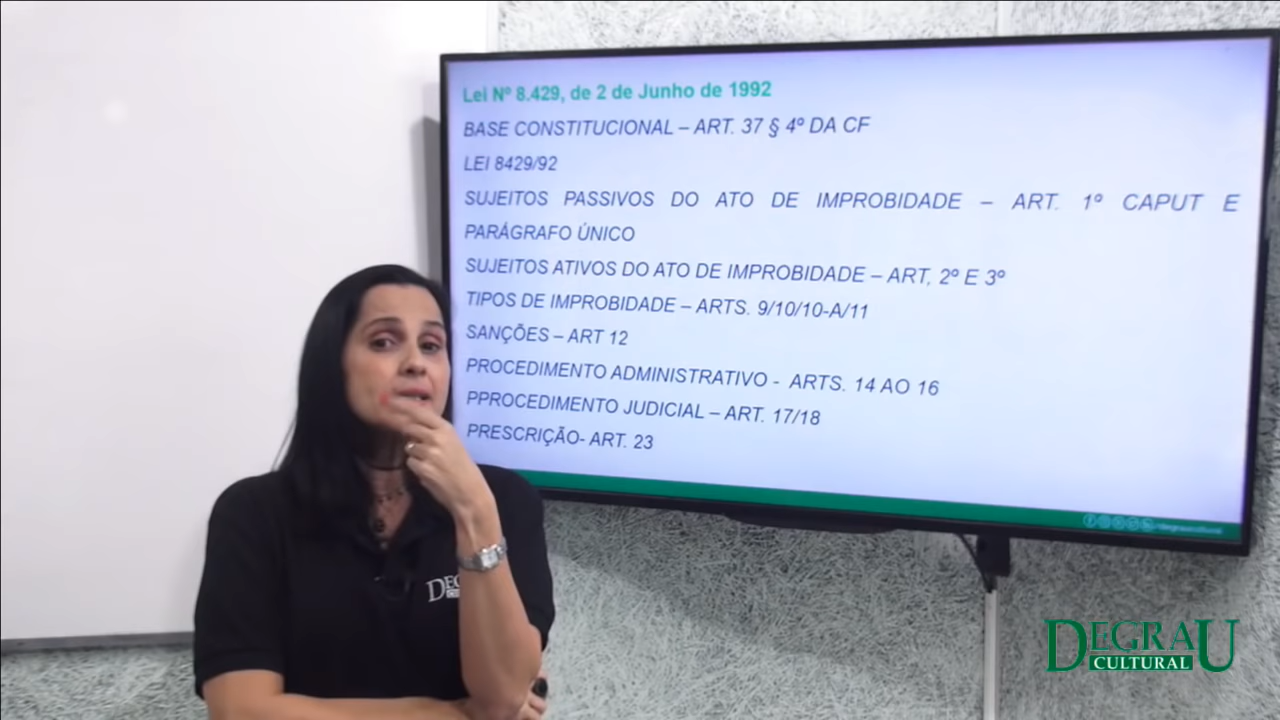 Lei Nº 8.429, de 2 de Junho de 1992
BASE CONSTITUCIONAL – ART. 37 § 4º DA CF
LEI 8429/92
SUJEITOS PASSIVOS DO ATO DE IMPROBIDADE – ART. 1º CAPUT E
PARÁGRAFO ÚNICO
SUJEITOS ATIVOS DO ATO DE IMPROBIDADE – ART, 2º E 3º
TIPOS DE IMPROBIDADE – ARTS. 9/10/10-A/11
SANÇÕES – ART 12
PROCEDIMENTO ADMINISTRATIVO - ARTS. 14 AO 16
PPROCEDIMENTO JUDICIAL – ART. 17/18
PRESCRIÇÃO- ART. 23
DEGRAU
CULTURAL